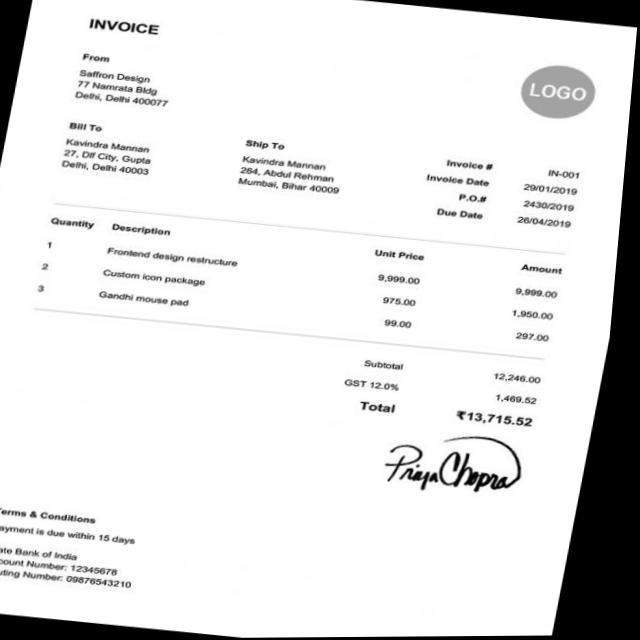 INVOICE
LOGO
From
Saffron Design
77 Namrata Bldg
Delhi, Delhi 400077
Bill To
Kavindra Mannan
27, Dlf City, Gupta
Delhi, Delhi 40003
Ship To
Kavindra Mannan
264, Abdul Rehman
Mumbai, Bihar 40009
Invoice # IN-001
Invoice Date 29/01/2019
P.O.# 2430/2019
Due Date 26/04/2019
Quantity Description Unit Price Amount
1 Frontend design restructure 9,999.00 9,999.00
2 Custom icon package 975.00 1,950.00
3 Gandhi mouse pad 99.00 297.00
Subtotal 12,246.00
GST 12.0% 1,469.52
Total ₹13,715.52
Priya Chopra
erms & Conditions
ayment is due within 15 days
ate Bank of India
count Number: 12345678
uting Number: 09876543210